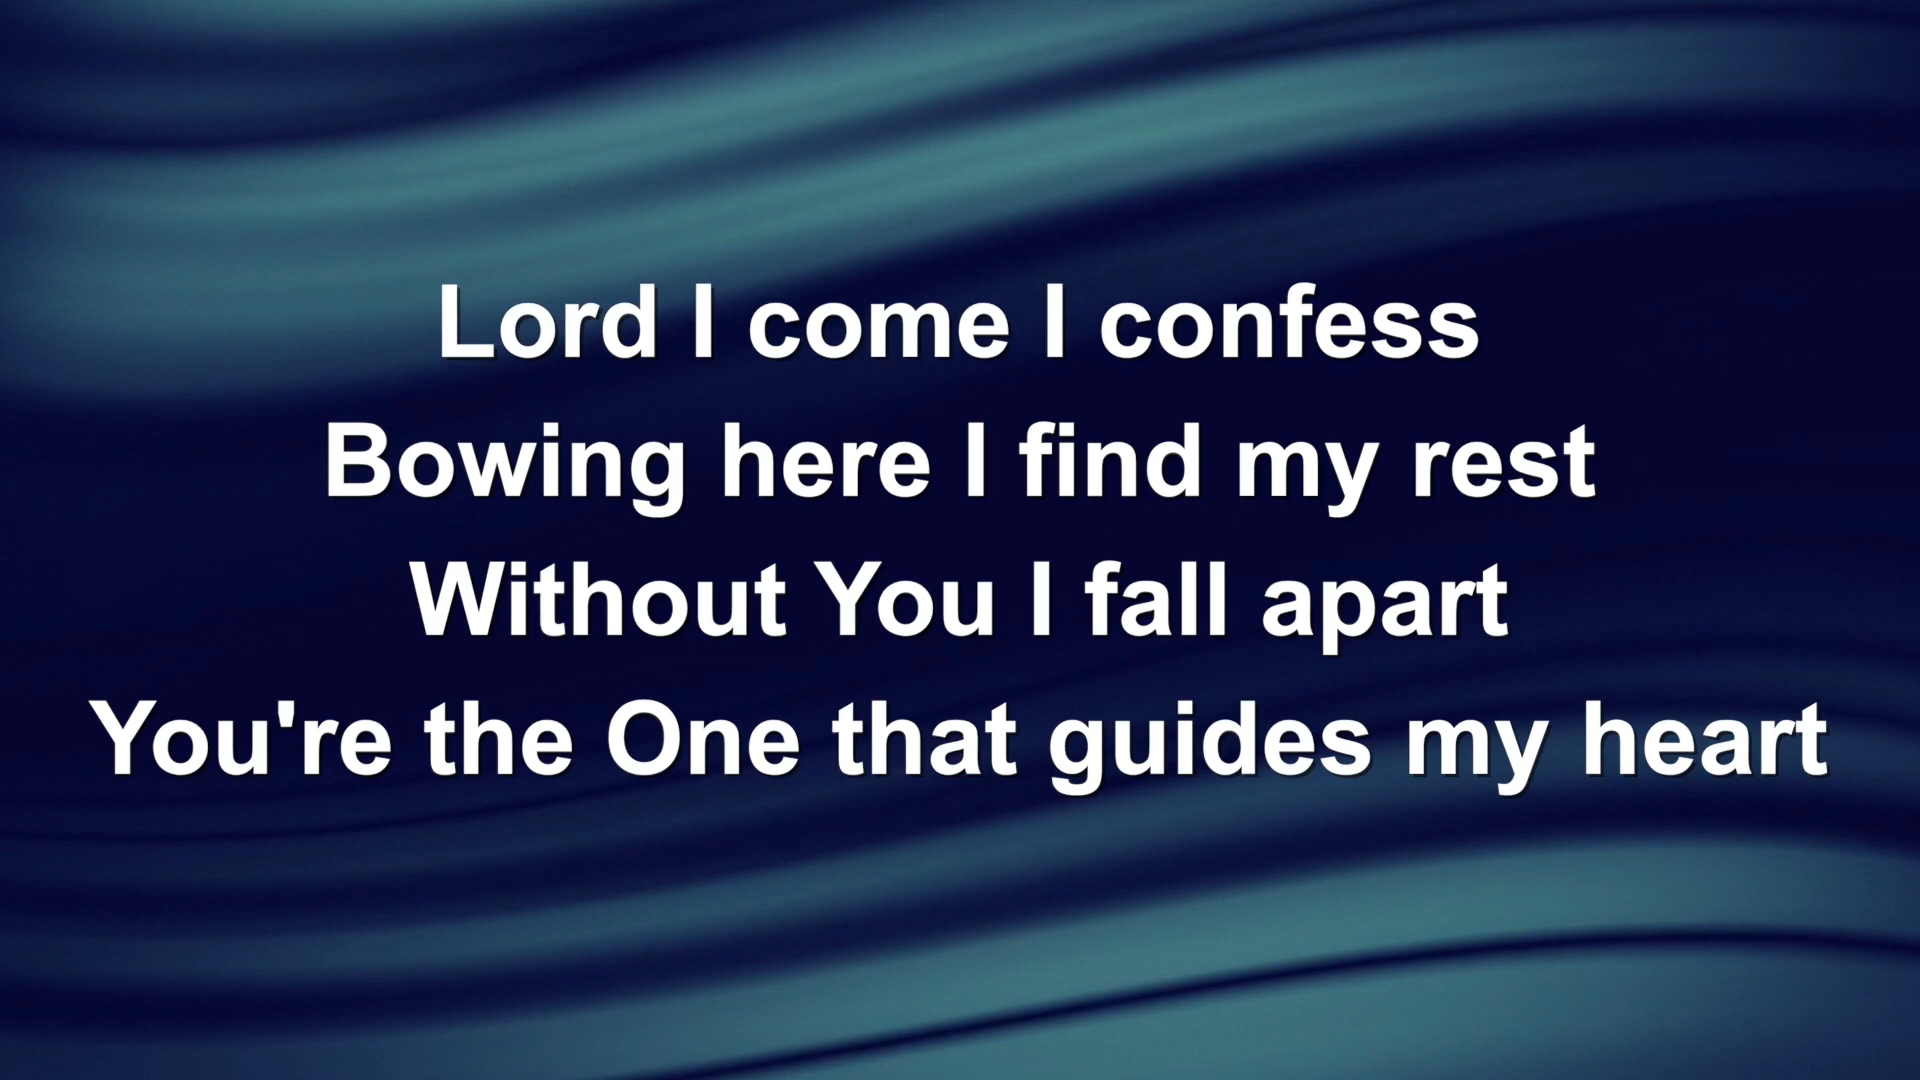 Lord I come I confess
Bowing here I find my rest
Without You I fall apart
You're the One that guides my heart